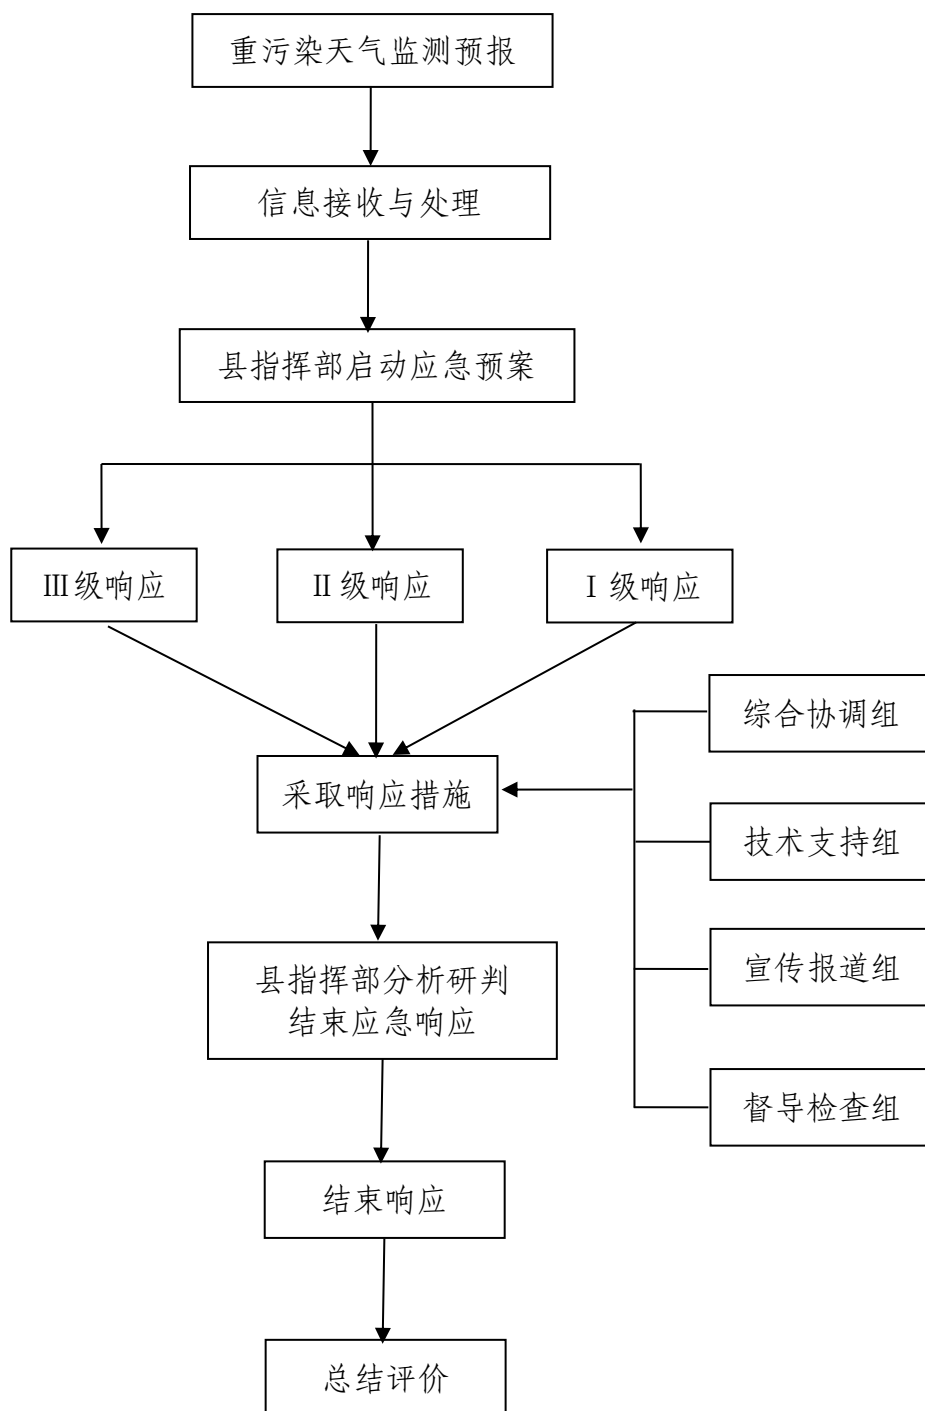 重污染天气监测预报
信息接收与处理
县指挥部启动应急预案
Ⅲ级响应
Ⅱ级响应
Ⅰ级响应
综合协调组
采取响应措施
技术支持组
宣传报道组
县指挥部分析研判
结束应急响应
督导检查组
结束响应
总结评价